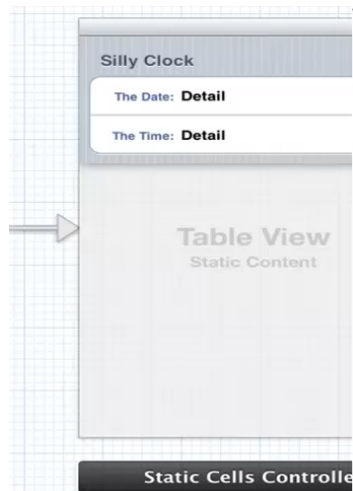 Silly Clock
The Date: Detail
The Time: Detail
Table View
Static Content
Static Cells Controlle